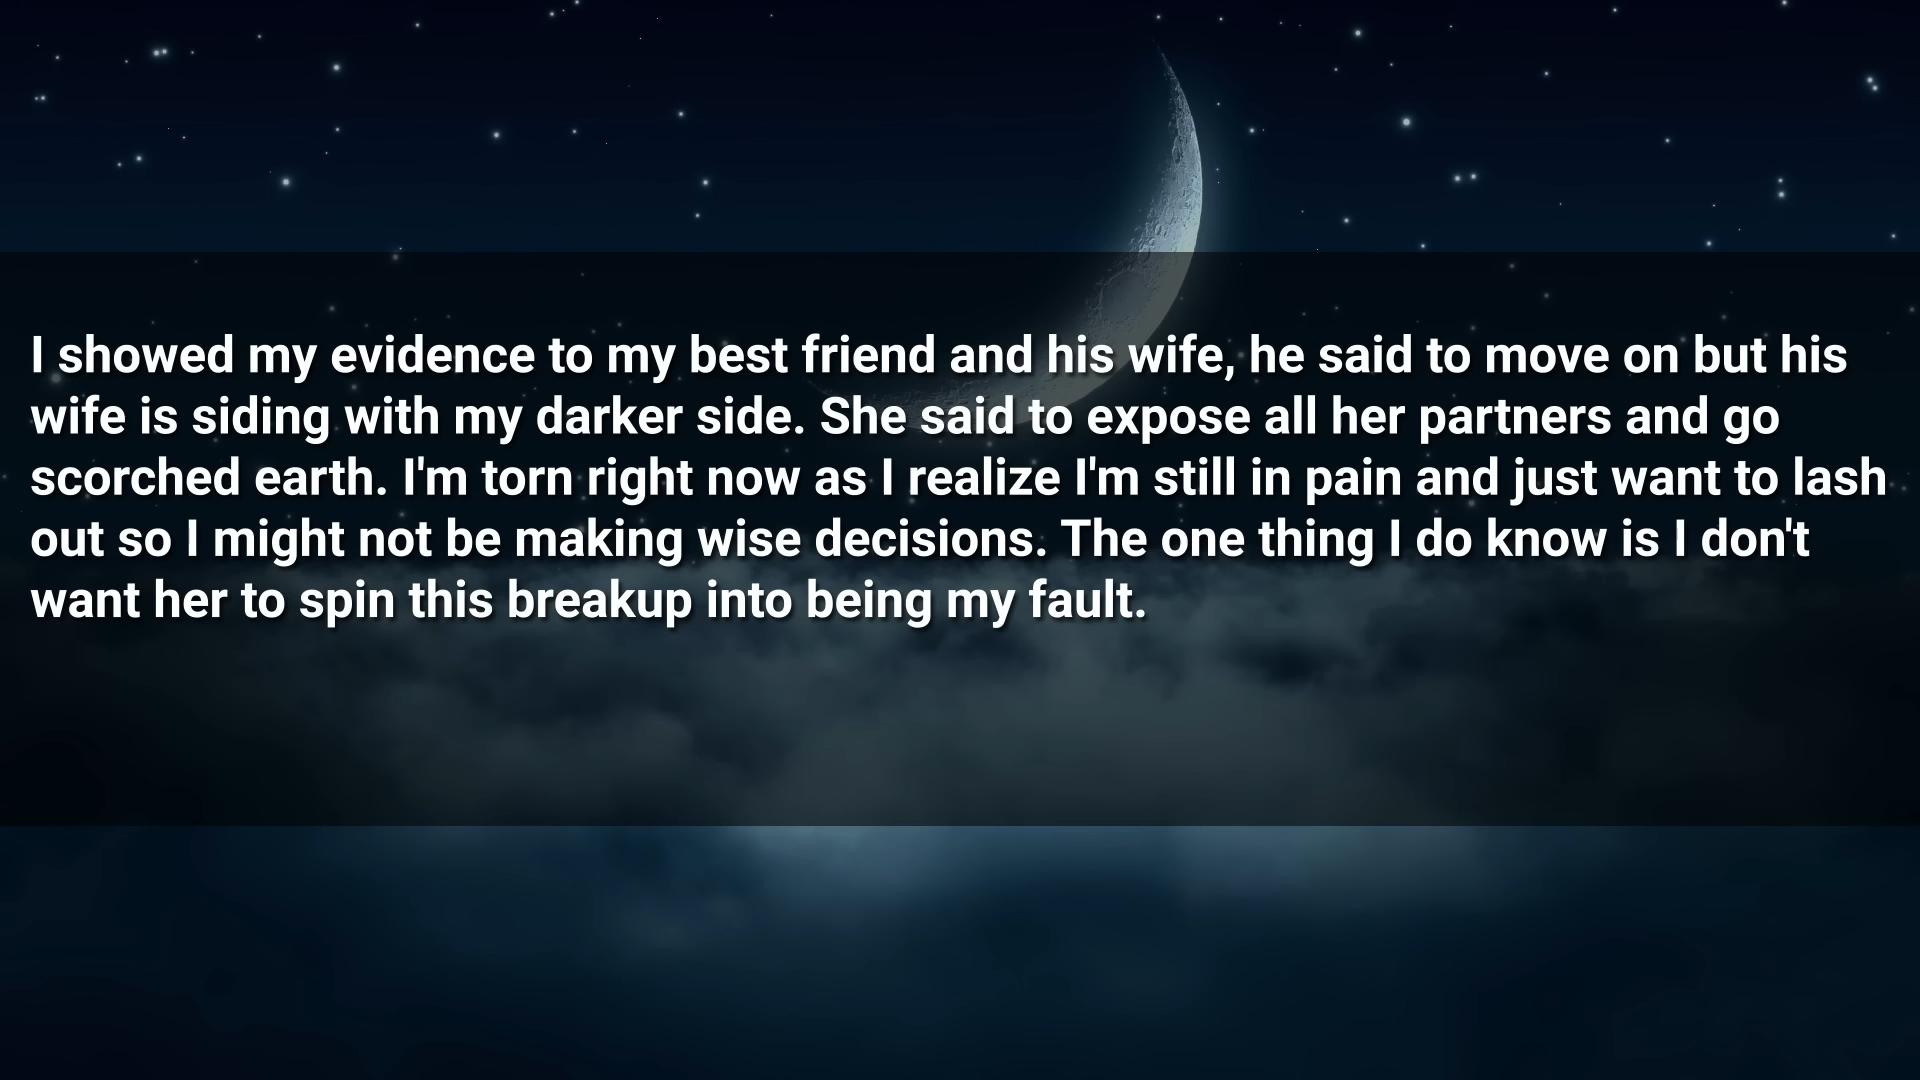 I showed my evidence to my best friend and his wife, he said to move on but his
wife is siding with my darker side. She said to expose all her partners and go
scorched earth. I'm torn right now as I realize I'm still in pain and just want to lash
out so I might not be making wise decisions. The one thing I do know is I don't
want her to spin this breakup into being my fault.